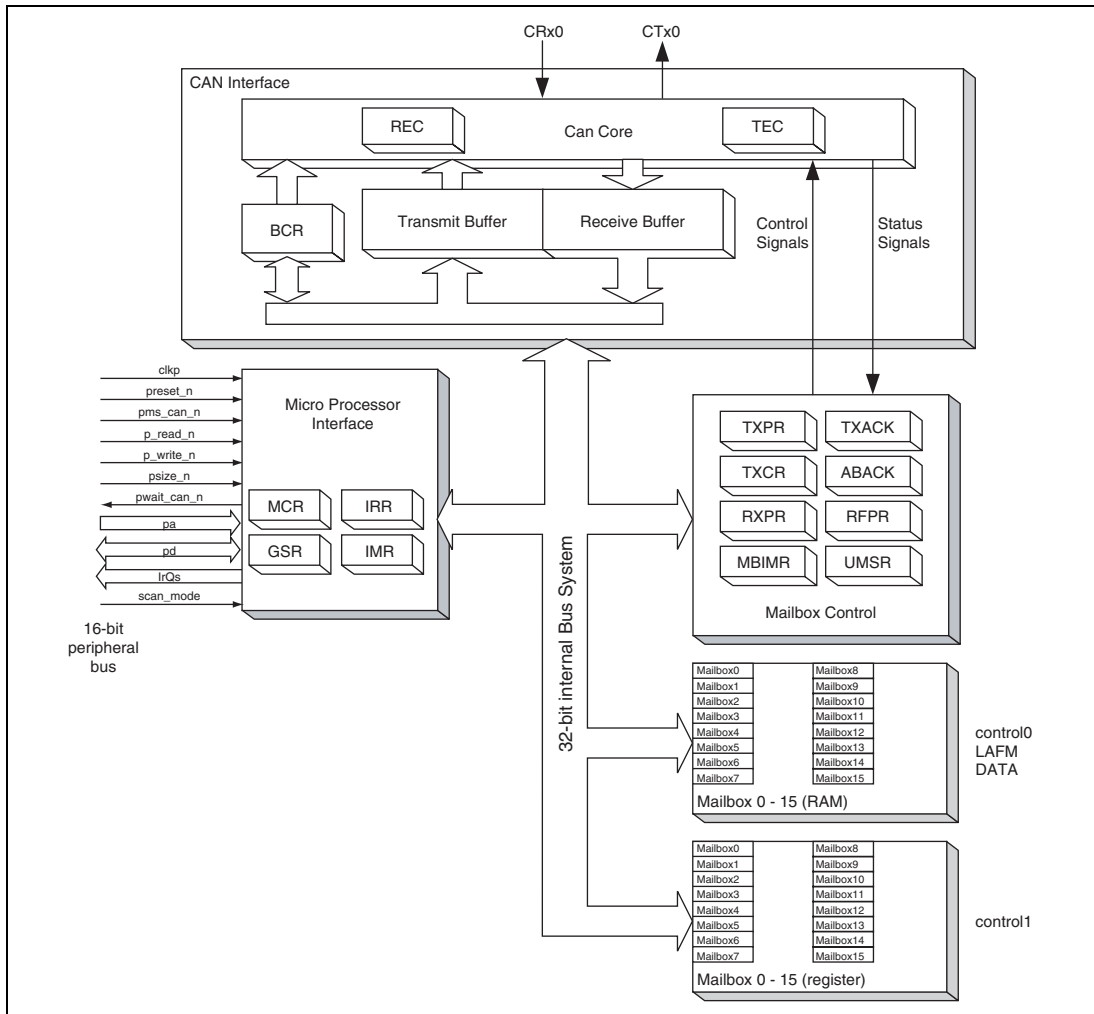 CRx0
CTx0
CAN Interface
REC
Can Core
TEC
BCR
Transmit Buffer
Receive Buffer
Control
Signals
Status
Signals
clkp
preset_n
pms_can_n
p_read_n
p_write_n
psize_n
pwait_can_n
pa
pd
IrQs
scan_mode
16-bit
peripheral
bus
Micro Processor
Interface
MCR
IRR
GSR
IMR
32-bit internal Bus System
TXPR
TXACK
TXCR
ABACK
RXPR
RFPR
MBIMR
UMSR
Mailbox Control
Mailbox0
Mailbox1
Mailbox2
Mailbox3
Mailbox4
Mailbox5
Mailbox6
Mailbox7
Mailbox8
Mailbox9
Mailbox10
Mailbox11
Mailbox12
Mailbox13
Mailbox14
Mailbox15
Mailbox 0 - 15 (RAM)
control0
LAFM
DATA
Mailbox0
Mailbox1
Mailbox2
Mailbox3
Mailbox4
Mailbox5
Mailbox6
Mailbox7
Mailbox8
Mailbox9
Mailbox10
Mailbox11
Mailbox12
Mailbox13
Mailbox14
Mailbox15
Mailbox 0 - 15 (register)
control1